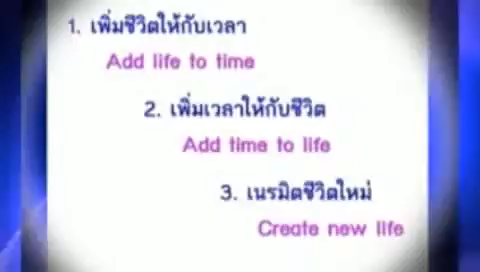 1. เพิ่มชีวิตให้กับเวลา
Add life to time
2. เพิ่มเวลาให้กับชีวิต
Add time to life
3. เนรมิตชีวิตใหม่
Create new life